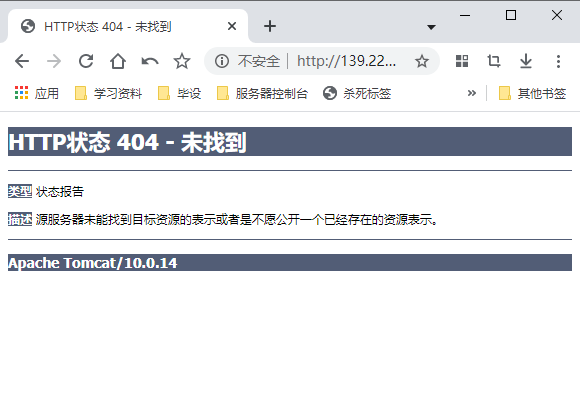 HTTP状态 404 - 未找到
不安全 | http://139.22...
应用 学习资料 毕设 服务器控制台 杀死标签 » 其他书签
HTTP状态 404 - 未找到
类型 状态报告
描述 源服务器未能找到目标资源的表示或者是不愿公开一个已经存在的资源表示。
Apache Tomcat/10.0.14